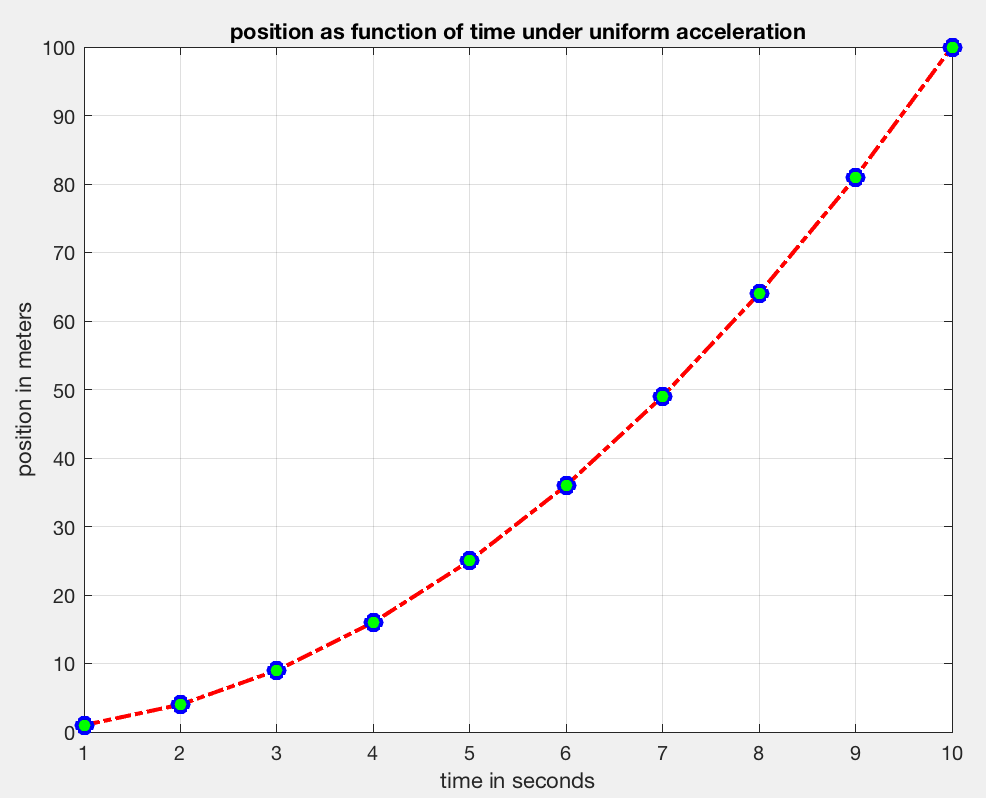 position as function of time under uniform acceleration
100
90
80
70
60
50
40
30
20
10
0
position in meters
1 2 3 4 5 6 7 8 9 10
time in seconds